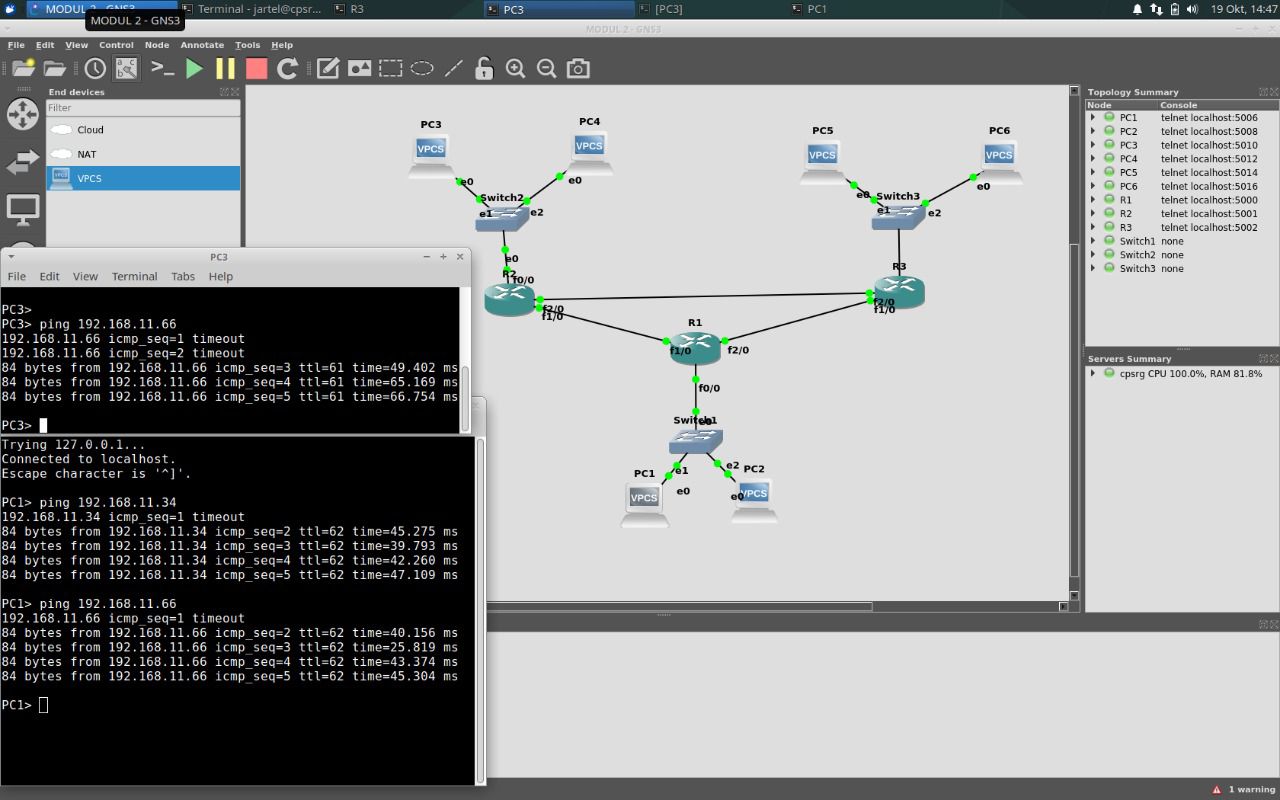 MODUL 2 - GNS3
Terminal - jartel@cpsr...
R3
PC3
[PC3]
PC1
19 Okt, 14:47
MODUL 2 - GNS3
MODUL 2 - GNS3
File Edit View Control Node Annotate Tools Help
End devices
Filter
Cloud
NAT
VPCS
PC3
VPCS
e0
PC4
VPCS
e0
Switch2
e1
e2
e0
R2
f0/0
f2/0
f1/0
PC5
VPCS
e0
PC6
VPCS
e0
Switch3
e1
e2
R3
f2/0
f1/0
R1
f1/0
f2/0
f0/0
Switch1
e0
e1
e2
PC1
VPCS
e0
PC2
VPCS
e0
Topology Summary
Node Console
PC1 telnet localhost:5006
PC2 telnet localhost:5008
PC3 telnet localhost:5010
PC4 telnet localhost:5012
PC5 telnet localhost:5014
PC6 telnet localhost:5016
R1 telnet localhost:5000
R2 telnet localhost:5001
R3 telnet localhost:5002
Switch1 none
Switch2 none
Switch3 none
Servers Summary
cpsrg CPU 100.0%, RAM 81.8%
PC3
File Edit View Terminal Tabs Help
PC3>
PC3> ping 192.168.11.66
192.168.11.66 icmp_seq=1 timeout
192.168.11.66 icmp_seq=2 timeout
84 bytes from 192.168.11.66 icmp_seq=3 ttl=61 time=49.402 ms
84 bytes from 192.168.11.66 icmp_seq=4 ttl=61 time=65.169 ms
84 bytes from 192.168.11.66 icmp_seq=5 ttl=61 time=66.754 ms
PC3>
Trying 127.0.0.1...
Connected to localhost.
Escape character is '^]'.
PC1> ping 192.168.11.34
192.168.11.34 icmp_seq=1 timeout
84 bytes from 192.168.11.34 icmp_seq=2 ttl=62 time=45.275 ms
84 bytes from 192.168.11.34 icmp_seq=3 ttl=62 time=39.793 ms
84 bytes from 192.168.11.34 icmp_seq=4 ttl=62 time=42.260 ms
84 bytes from 192.168.11.34 icmp_seq=5 ttl=62 time=47.109 ms
PC1> ping 192.168.11.66
192.168.11.66 icmp_seq=1 timeout
84 bytes from 192.168.11.66 icmp_seq=2 ttl=62 time=40.156 ms
84 bytes from 192.168.11.66 icmp_seq=3 ttl=62 time=25.819 ms
84 bytes from 192.168.11.66 icmp_seq=4 ttl=62 time=43.374 ms
84 bytes from 192.168.11.66 icmp_seq=5 ttl=62 time=45.304 ms
PC1>
1 warning